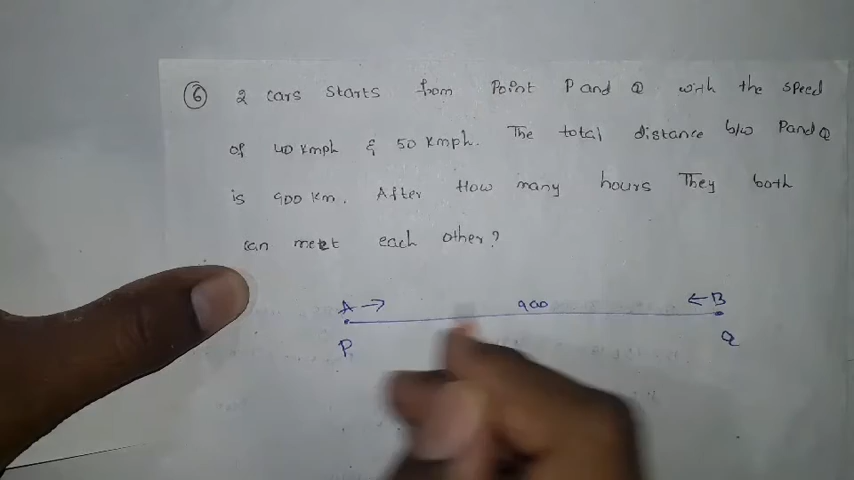 6 2 cars starts from Point P and Q with the speed
of 40 kmph & 50 kmph. The total distance b/w P and Q
is 900 km. After How many hours They both
can meet each other?
A → 900 ← B
P Q